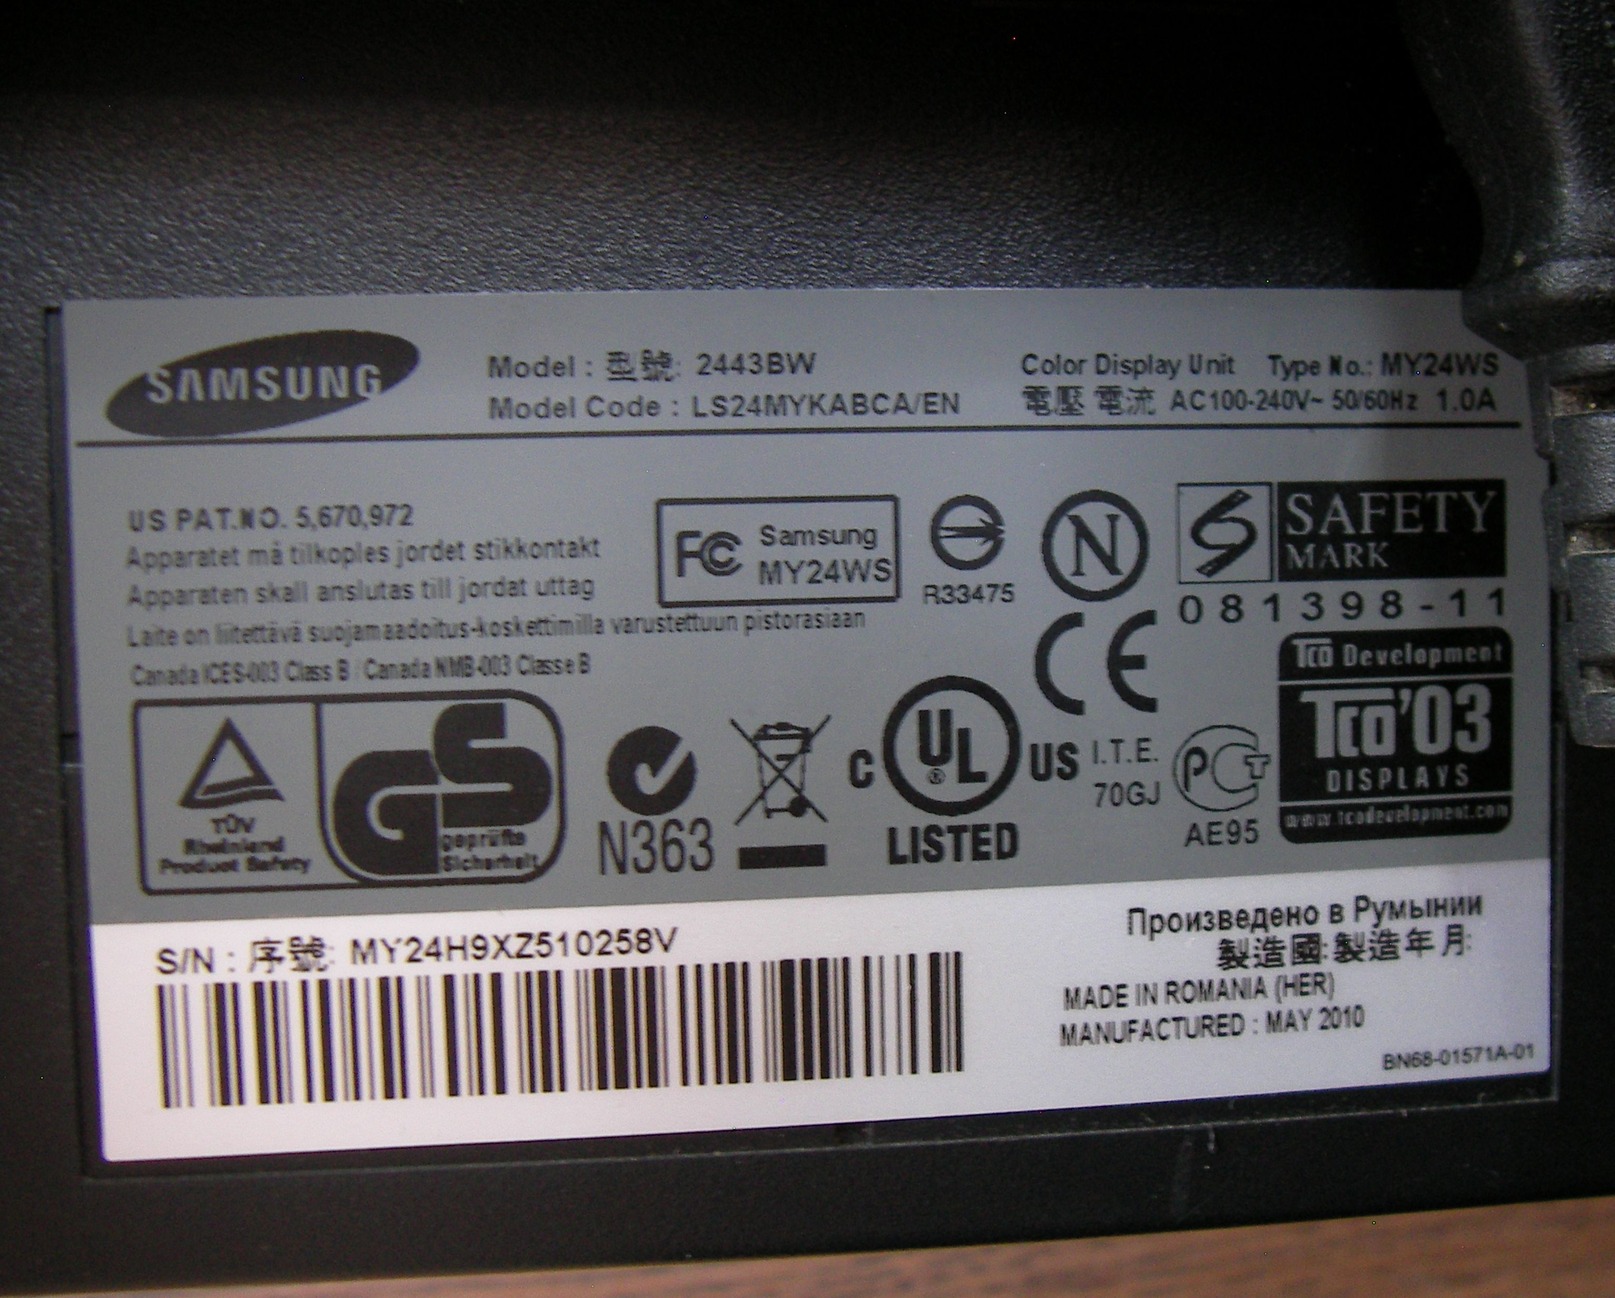 SAMSUNG
Model : 型號: 2443BW
Model Code : LS24MYKABCA/EN
Color Display Unit Type No.: MY24WS
電壓 電流 AC100-240V~ 50/60Hz 1.0A
US PAT.NO. 5,670,972
Apparatet må tilkoples jordet stikkontakt
Apparaten skall anslutas till jordat uttag
Laite on liitettävä suojamaadoitus-koskettimilla varustettuun pistorasiaan
Canada ICES-003 Class B / Canada NMB-003 Classe B
FC Samsung
MY24WS
R33475
N
SAFETY
MARK
081398-11
CE
TCO Development
TCO'03
DISPLAYS
www.tcodevelopment.com
TÜV
Rheinland
Product Safety
GS
geprüfte
Sicherheit
N363
C UL ® US
LISTED
I.T.E.
70GJ
PCT
AE95
S/N : 序號: MY24H9XZ510258V
Произведено в Румынии
製造國: 製造年月:
MADE IN ROMANIA (HER)
MANUFACTURED : MAY 2010
BN68-01571A-01